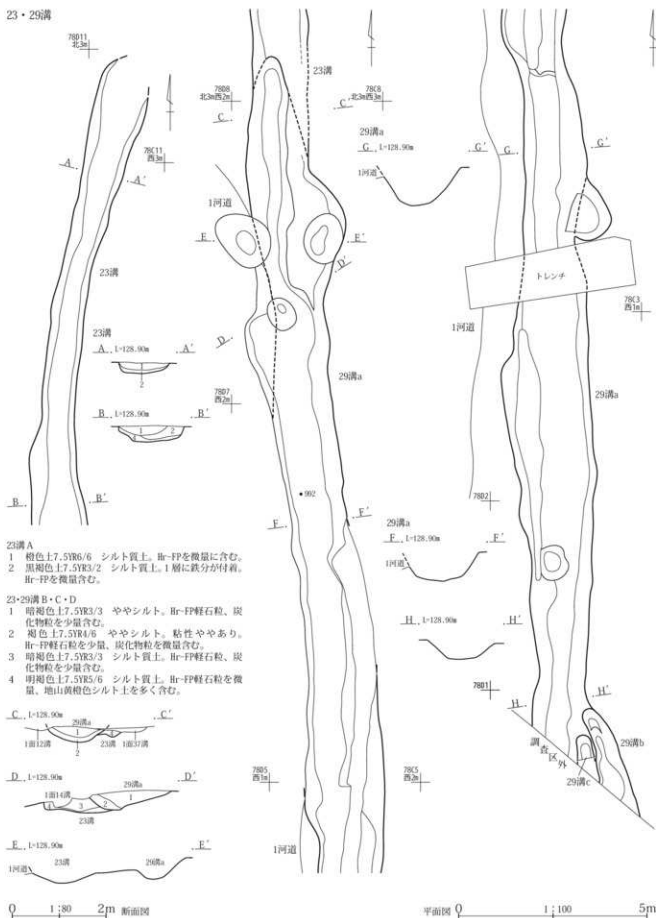 23・29溝
78D11
北3m
78C11
西3m
A
A′
23溝
23溝
A L=128.90m A′
1
2
B L=128.90m B′
1
2
4
B
B′
23溝A
1 橙色土7.5YR6/6 シルト質土。Hr-FPを微量に含む。
2 黒褐色土7.5YR3/2 シルト質土。1層に鉄分が付着。
Hr-FPを微量含む。
23・29溝 B・C・D
1 暗褐色土7.5YR3/3 ややシルト。Hr-FP軽石粒、炭
化物粒を少量含む。
2 褐色土7.5YR4/6 ややシルト。粘性ややあり。
Hr-FP軽石粒を少量、炭化物粒を微量含む。
3 暗褐色土7.5YR3/3 シルト質土。Hr-FP軽石粒、炭
化物粒を少量含む。
4 明褐色土7.5YR5/6 シルト質土。Hr-FP軽石粒を微
量、地山黄橙色シルト土を多く含む。
C L=128.90m C′
29溝a
1
1面12溝
2
23溝
1面37溝
D L=128.90m D′
29溝a
1面14溝
4
3
2
1
23溝
E L=128.90m E′
1河道
23溝
29溝a
0 1:80 2m 断面図
78D8
北3m西2m
23溝
78C8
北3m西3m
C
C′
1河道
E
E′
D′
D
29溝a
78D7
西2m
992
F
F′
78D5
西1m
78C5
西2m
1河道
29溝a
G L=128.90m G′
1河道
29溝a
F L=128.90m F′
1河道
H L=128.90m H′
G
G′
トレンチ
1河道
78C3
西1m
29溝a
78D2
78D1
H
H′
調査区外
29溝b
29溝c
平面図 0 1:100 5m